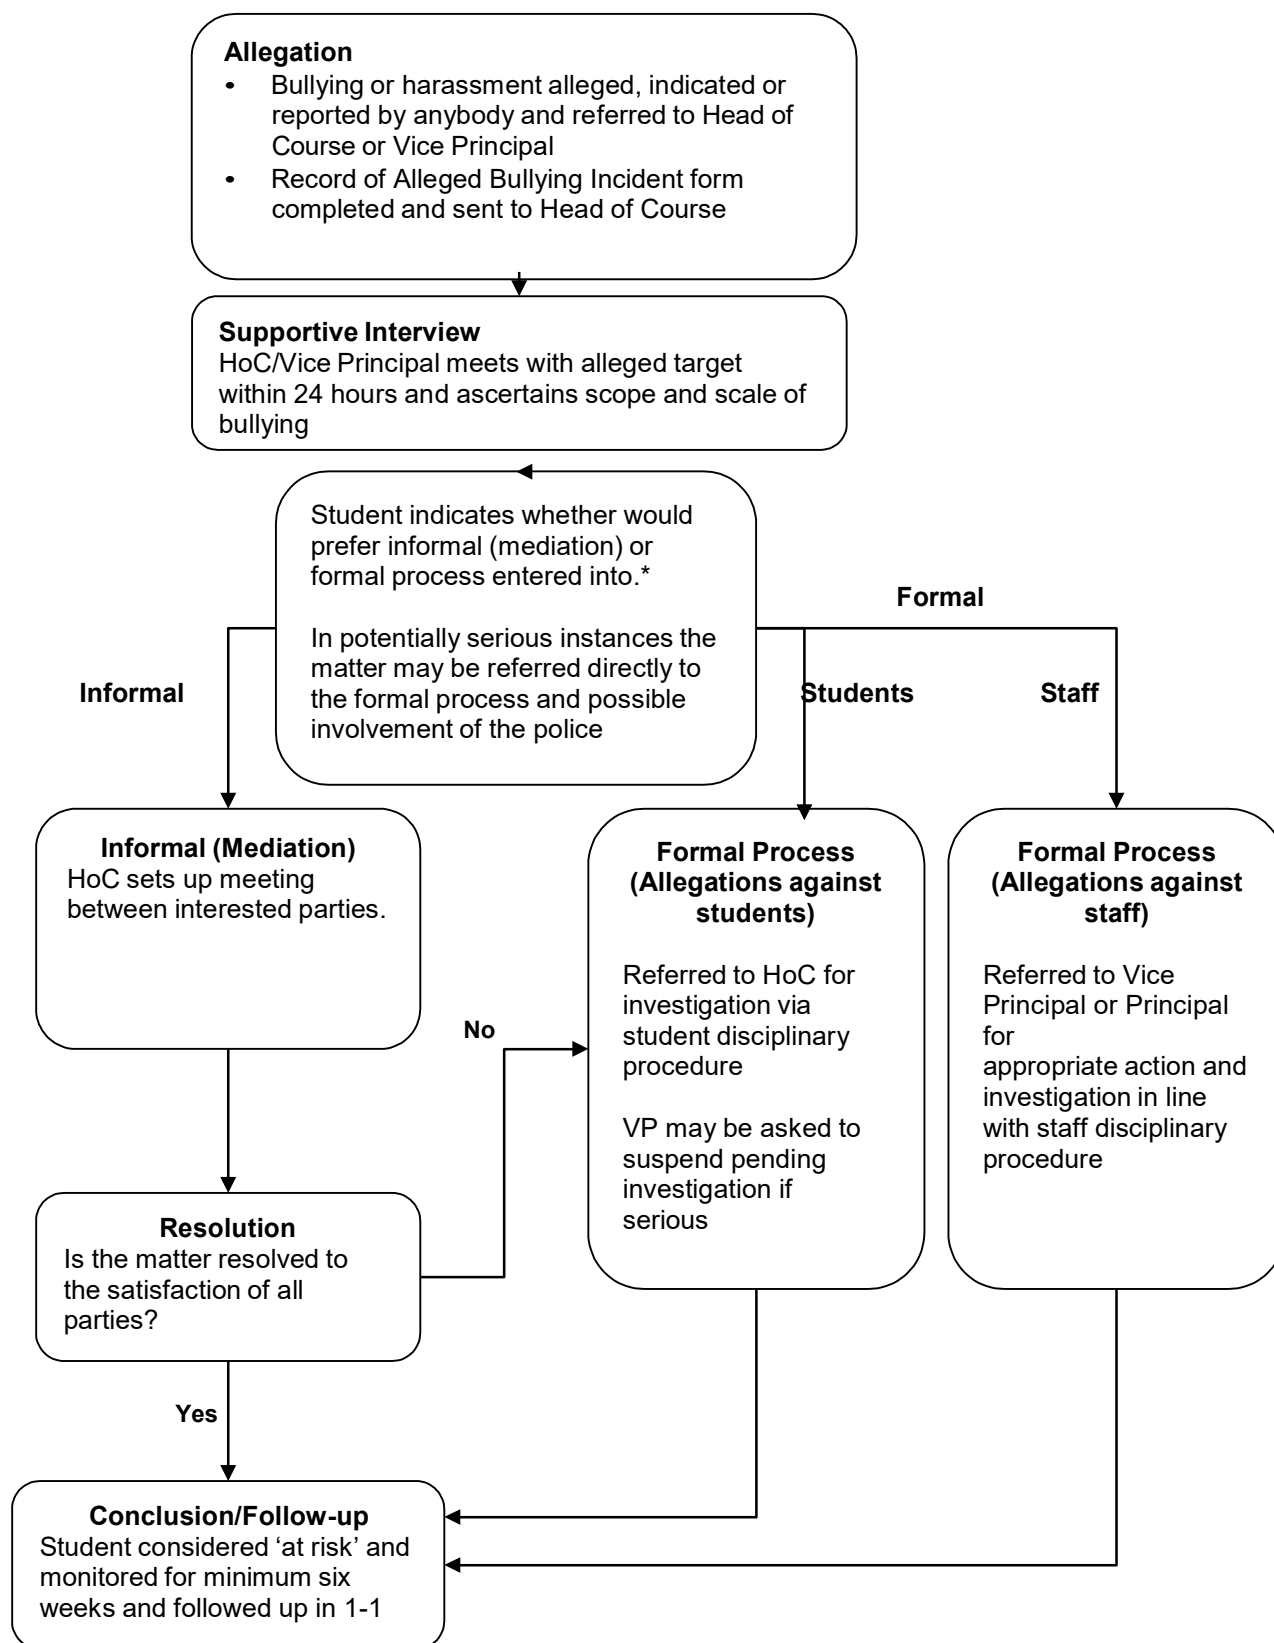 Allegation
• Bullying or harassment alleged, indicated or
reported by anybody and referred to Head of
Course or Vice Principal
• Record of Alleged Bullying Incident form
completed and sent to Head of Course
Supportive Interview
HoC/Vice Principal meets with alleged target
within 24 hours and ascertains scope and scale of
bullying
Student indicates whether would
prefer informal (mediation) or
formal process entered into.*
In potentially serious instances the
matter may be referred directly to
the formal process and possible
involvement of the police
Formal
Informal
Students
Staff
Informal (Mediation)
HoC sets up meeting
between interested parties.
Formal Process
(Allegations against
students)
Referred to HoC for
investigation via
student disciplinary
procedure
VP may be asked to
suspend pending
investigation if
serious
Formal Process
(Allegations against
staff)
Referred to Vice
Principal or Principal
for
appropriate action and
investigation in line
with staff disciplinary
procedure
No
Resolution
Is the matter resolved to
the satisfaction of all
parties?
Yes
Conclusion/Follow-up
Student considered ‘at risk’ and
monitored for minimum six
weeks and followed up in 1-1